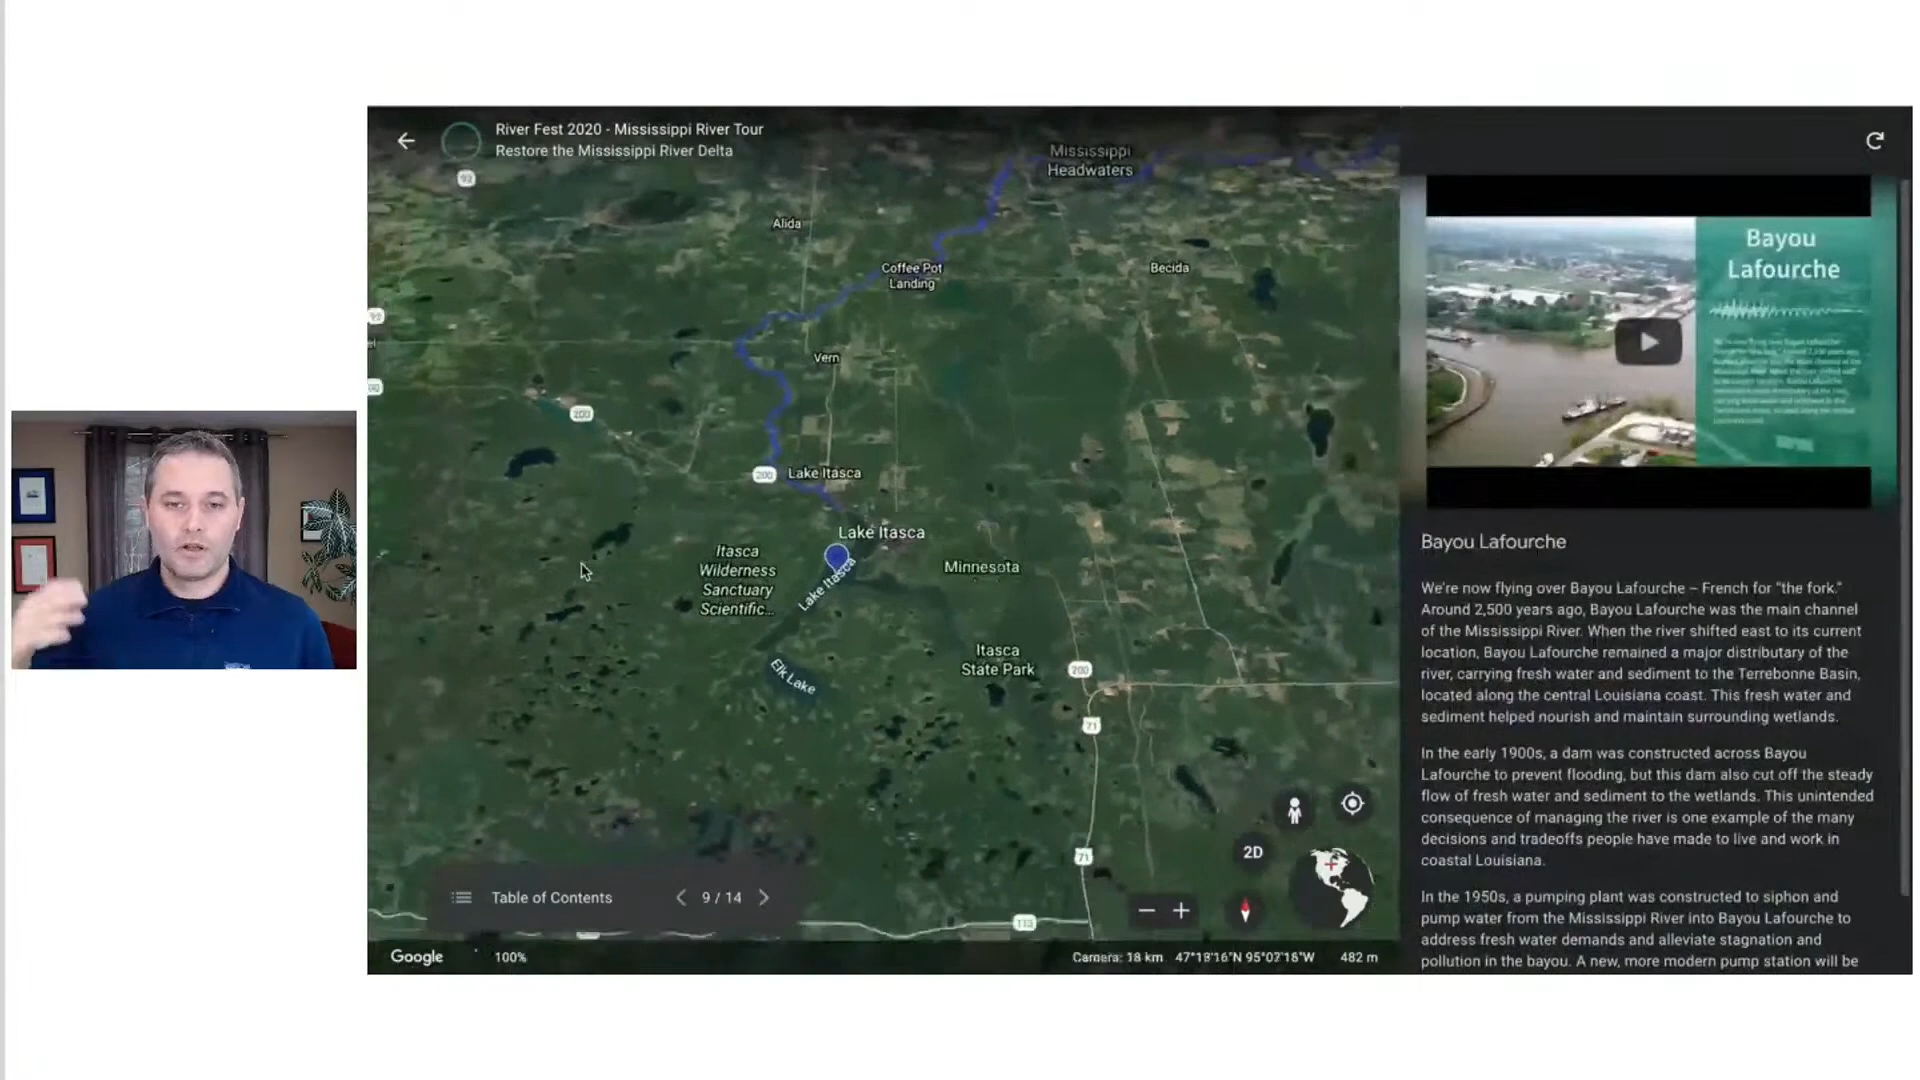 River Fest 2020 - Mississippi River Tour
Restore the Mississippi River Delta
92
Mississippi
Headwaters
Alida
Coffee Pot
Landing
Becida
Vern
200
200
Lake Itasca
Lake Itasca
Lake Itasca
Itasca
Wilderness
Sanctuary
Scientific...
Minnesota
Itasca
State Park
Elk Lake
200
71
71
113
2D
Table of Contents
9 / 14
Google
100%
Camera: 18 km
47°13'16"N 95°07'16"W
482 m
Bayou
Lafourche
Bayou Lafourche
We're now flying over Bayou Lafourche – French for "the fork."
Around 2,500 years ago, Bayou Lafourche was the main channel
of the Mississippi River. When the river shifted east to its current
location, Bayou Lafourche remained a major distributary of the
river, carrying fresh water and sediment to the Terrebonne Basin,
located along the central Louisiana coast. This fresh water and
sediment helped nourish and maintain surrounding wetlands.
In the early 1900s, a dam was constructed across Bayou
Lafourche to prevent flooding, but this dam also cut off the steady
flow of fresh water and sediment to the wetlands. This unintended
consequence of managing the river is one example of the many
decisions and tradeoffs people have made to live and work in
coastal Louisiana.
In the 1950s, a pumping plant was constructed to siphon and
pump water from the Mississippi River into Bayou Lafourche to
address fresh water demands and alleviate stagnation and
pollution in the bayou. A new, more modern pump station will be